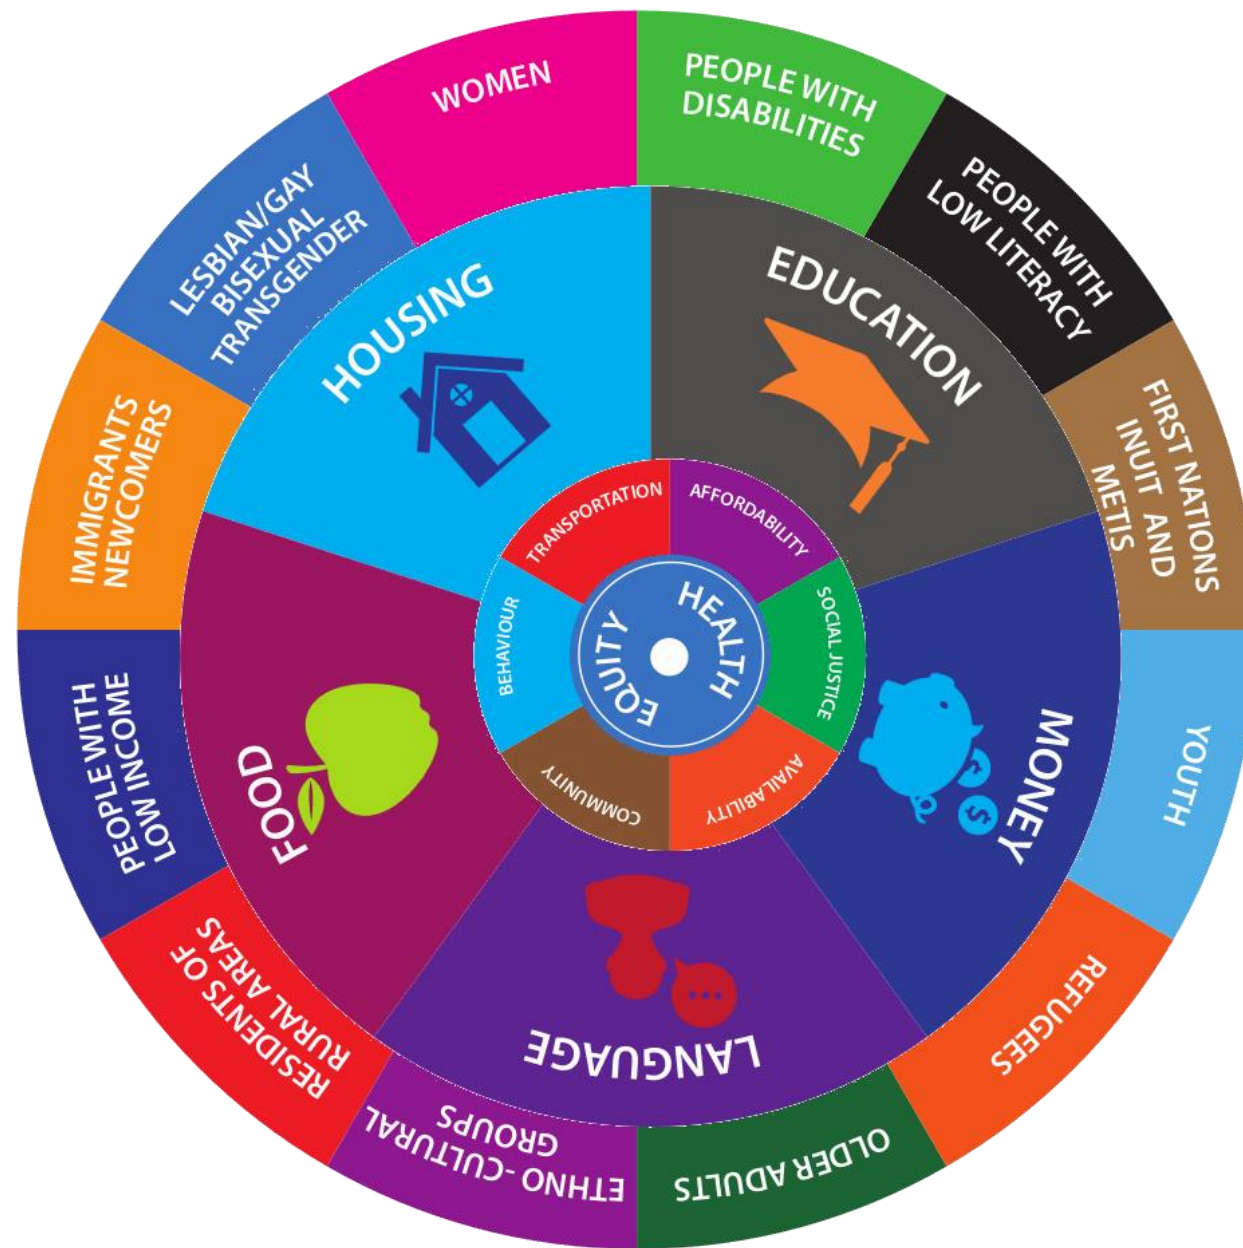 WOMEN
PEOPLE WITH
DISABILITIES
PEOPLE WITH
LOW LITERACY
FIRST NATIONS
INUIT AND
METIS
YOUTH
REFUGEES
OLDER ADULTS
ETHNO-CULTURAL
GROUPS
RESIDENTS OF
RURAL AREAS
PEOPLE WITH
LOW INCOME
IMMIGRANTS
NEWCOMERS
LESBIAN/GAY
BISEXUAL
TRANSGENDER
HOUSING
EDUCATION
MONEY
$
$
LANGUAGE
FOOD
TRANSPORTATION
AFFORDABILITY
SOCIAL JUSTICE
AVAILABILITY
COMMUNITY
BEHAVIOUR
HEALTH
EQUITY